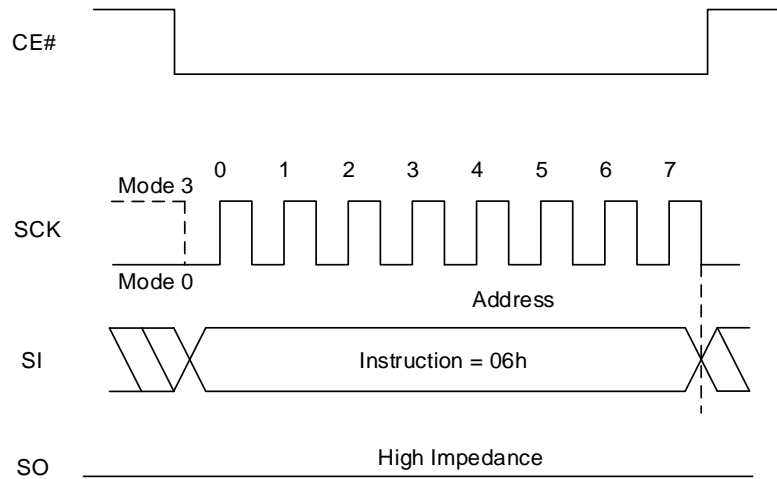 CE#
0 1 2 3 4 5 6 7
Mode 3
SCK
Mode 0
Address
SI
Instruction = 06h
High Impedance
SO